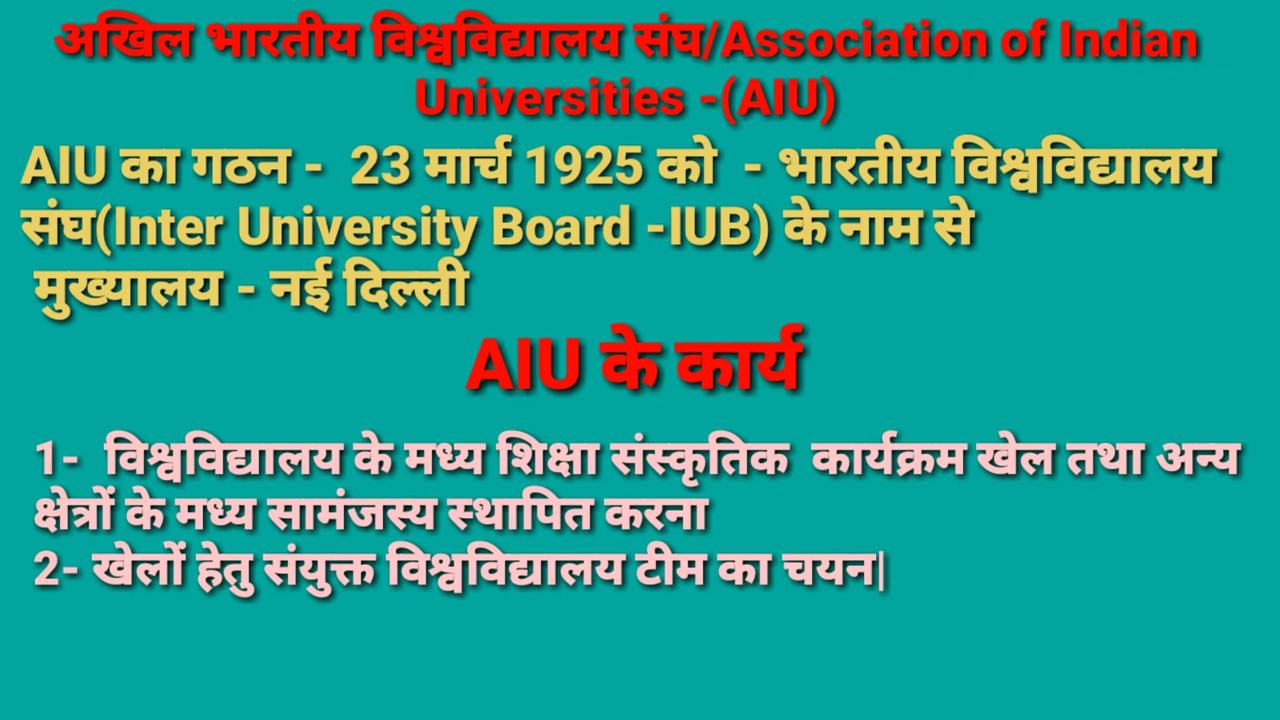 अखिल भारतीय विश्वविद्यालय संघ/Association of Indian
Universities -(AIU)
AIU का गठन - 23 मार्च 1925 को - भारतीय विश्वविद्यालय
संघ(Inter University Board -IUB) के नाम से
मुख्यालय - नई दिल्ली
AIU के कार्य
1- विश्वविद्यालय के मध्य शिक्षा संस्कृतिक कार्यक्रम खेल तथा अन्य
क्षेत्रों के मध्य सामंजस्य स्थापित करना
2- खेलों हेतु संयुक्त विश्वविद्यालय टीम का चयन|